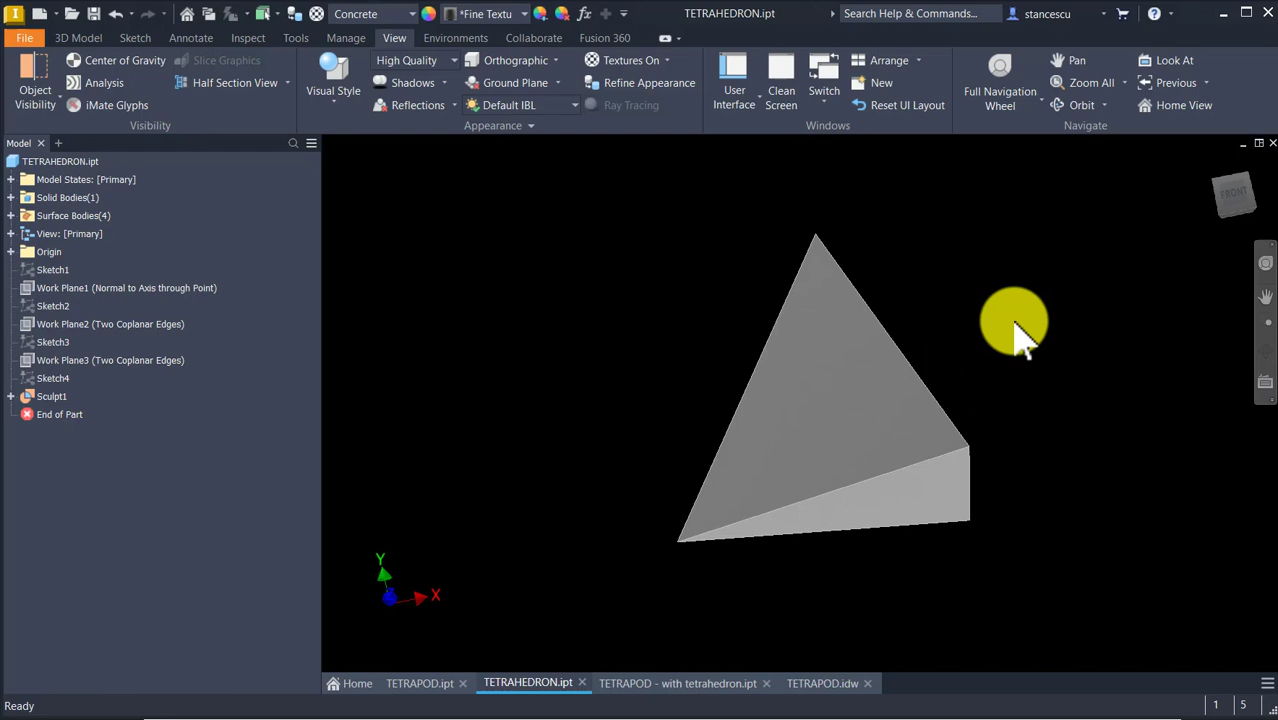 Concrete
*Fine Textu
fx
TETRAHEDRON.ipt
Search Help & Commands...
stancescu
?
File
3D Model
Sketch
Annotate
Inspect
Tools
Manage
View
Environments
Collaborate
Fusion 360
Object Visibility
Center of Gravity
Analysis
iMate Glyphs
Slice Graphics
Half Section View
Visibility
Visual Style
High Quality
Shadows
Reflections
Orthographic
Ground Plane
Default IBL
Textures On
Refine Appearance
Ray Tracing
Appearance
User Interface
Clean Screen
Switch
Arrange
New
Reset UI Layout
Windows
Full Navigation Wheel
Pan
Zoom All
Orbit
Look At
Previous
Home View
Navigate
Model
TETRAHEDRON.ipt
Model States: [Primary]
Solid Bodies(1)
Surface Bodies(4)
View: [Primary]
Origin
Sketch1
Work Plane1 (Normal to Axis through Point)
Sketch2
Work Plane2 (Two Coplanar Edges)
Sketch3
Work Plane3 (Two Coplanar Edges)
Sketch4
Sculpt1
End of Part
FRONT
Y
X
Home
TETRAPOD.ipt
TETRAHEDRON.ipt
TETRAPOD - with tetrahedron.ipt
TETRAPOD.idw
Ready
1
5